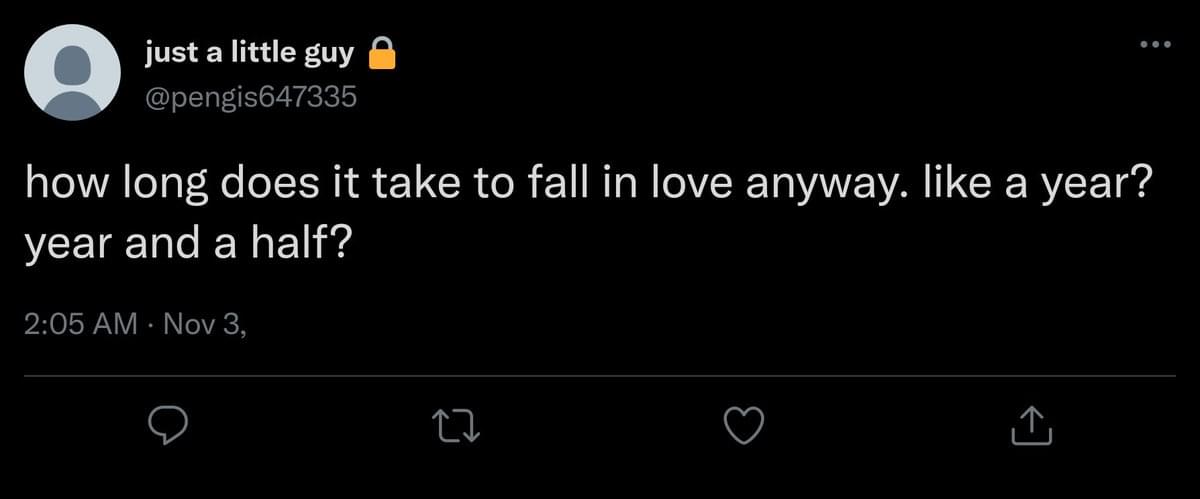 just a little guy 🔒
@pengis647335
how long does it take to fall in love anyway. like a year?
year and a half?
2:05 AM · Nov 3,